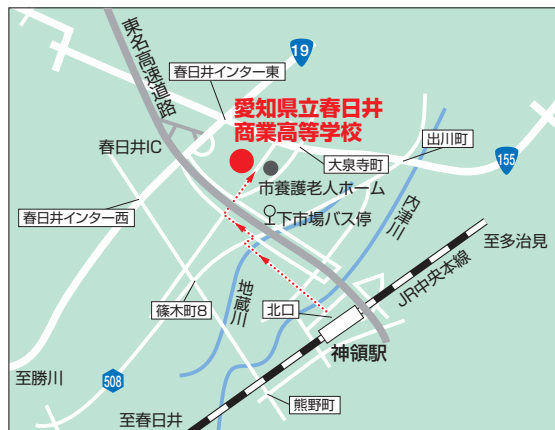 19
東名高速道路
春日井インター東
愛知県立春日井
商業高等学校
出川町
春日井IC
大泉寺町
155
市養護老人ホーム
春日井インター西
下市場バス停
内津川
至多治見
JR中央本線
地蔵川
篠木町8
北口
神領駅
至勝川
508
熊野町
至春日井